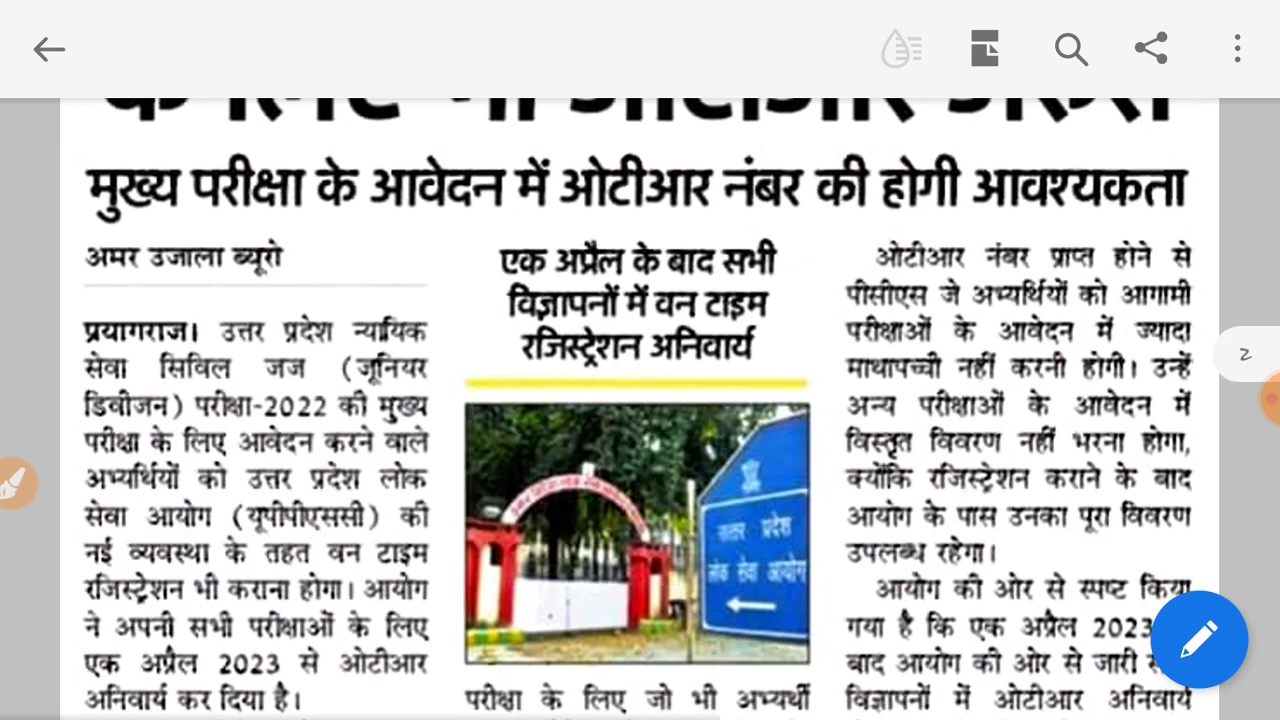 मुख्य परीक्षा के आवेदन में ओटीआर नंबर की होगी आवश्यकता
अमर उजाला ब्यूरो
प्रयागराज। उत्तर प्रदेश न्यायिक
सेवा सिविल जज (जूनियर
डिवीजन) परीक्षा-2022 की मुख्य
परीक्षा के लिए आवेदन करने वाले
अभ्यर्थियों को उत्तर प्रदेश लोक
सेवा आयोग (यूपीपीएससी) की
नई व्यवस्था के तहत वन टाइम
रजिस्ट्रेशन भी कराना होगा। आयोग
ने अपनी सभी परीक्षाओं के लिए
एक अप्रैल 2023 से ओटीआर
अनिवार्य कर दिया है।
एक अप्रैल के बाद सभी
विज्ञापनों में वन टाइम
रजिस्ट्रेशन अनिवार्य
उत्तर प्रदेश
लोक सेवा आयोग
परीक्षा के लिए जो भी अभ्यर्थी
ओटीआर नंबर प्राप्त होने से
पीसीएस जे अभ्यर्थियों को आगामी
परीक्षाओं के आवेदन में ज्यादा
माथापच्ची नहीं करनी होगी। उन्हें
अन्य परीक्षाओं के आवेदन में
विस्तृत विवरण नहीं भरना होगा,
क्योंकि रजिस्ट्रेशन कराने के बाद
आयोग के पास उनका पूरा विवरण
उपलब्ध रहेगा।
आयोग की ओर से स्पष्ट किया
गया है कि एक अप्रैल 2023
बाद आयोग की ओर से जारी
विज्ञापनों में ओटीआर अनिवार्य
2